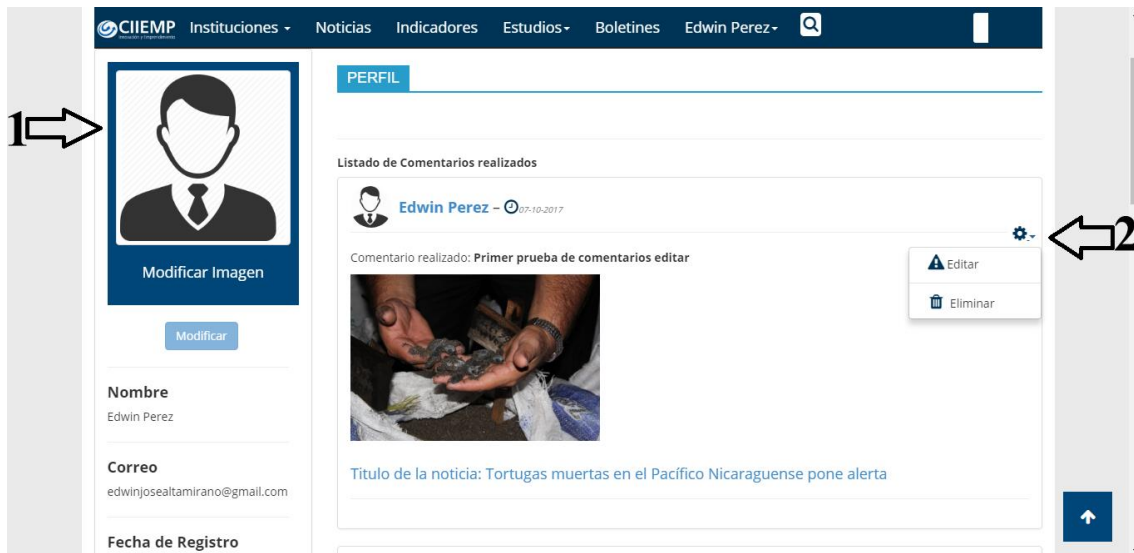 CIIEMP Instituciones Noticias Indicadores Estudios Boletines Edwin Perez
PERFIL
1
Modificar Imagen
Modificar
Nombre
Edwin Perez
Correo
edwinjosealtamirano@gmail.com
Fecha de Registro
Listado de Comentarios realizados
Edwin Perez – 07-10-2017
2
Comentario realizado: Primer prueba de comentarios editar
Editar
Eliminar
Titulo de la noticia: Tortugas muertas en el Pacífico Nicaraguense pone alerta